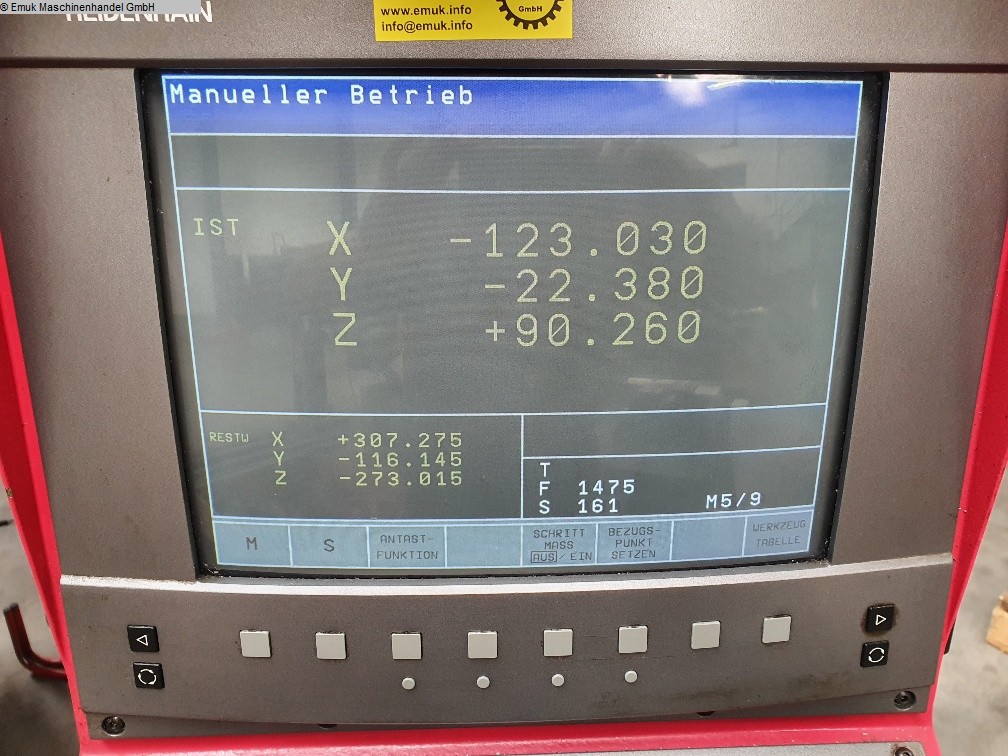 © Emuk Maschinenhandel GmbH
HEIDENHAIN
www.emuk.info
info@emuk.info
GmbH
Manueller Betrieb
IST X -123.030
Y -22.380
Z +90.260
RESTW X +307.275
Y -116.145
Z -273.015
T
F 1475
S 161 M5/9
M
S
ANTAST-
FUNKTION
SCHRITT
MASS
AUS/EIN
BEZUGS-
PUNKT
SETZEN
WERKZEUG
TABELLE